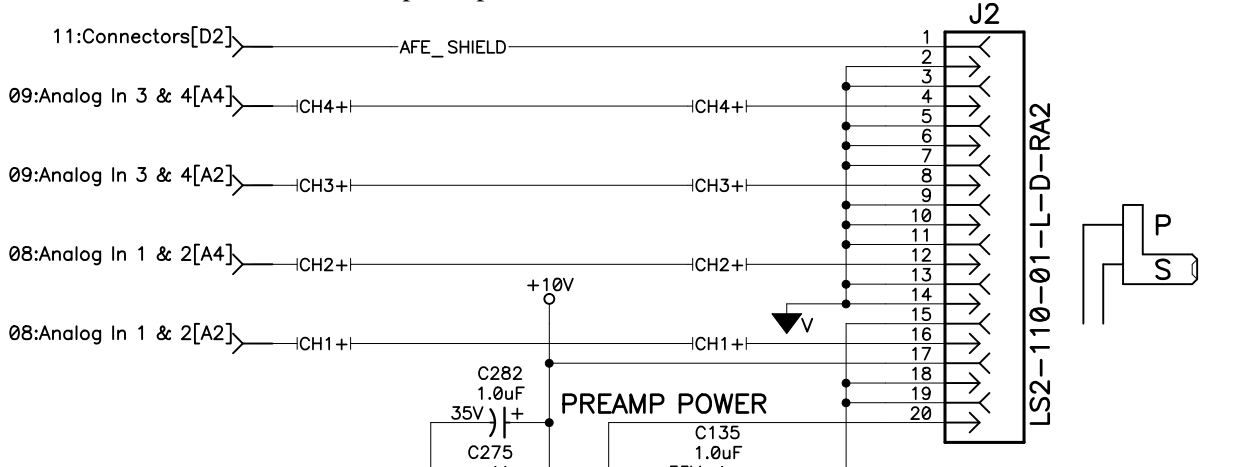 J2
11:Connectors[D2]
AFE_SHIELD
1
2
3
09:Analog In 3 & 4[A4]
CH4+
CH4+
4
5
6
7
09:Analog In 3 & 4[A2]
CH3+
CH3+
8
9
10
11
08:Analog In 1 & 2[A4]
CH2+
CH2+
12
13
+10V
14
V
15
08:Analog In 1 & 2[A2]
CH1+
CH1+
16
17
18
19
20
LS2-110-01-L-D-RA2
P
S
C282
1.0uF
35V
+
PREAMP POWER
C275
C135
1.0uF